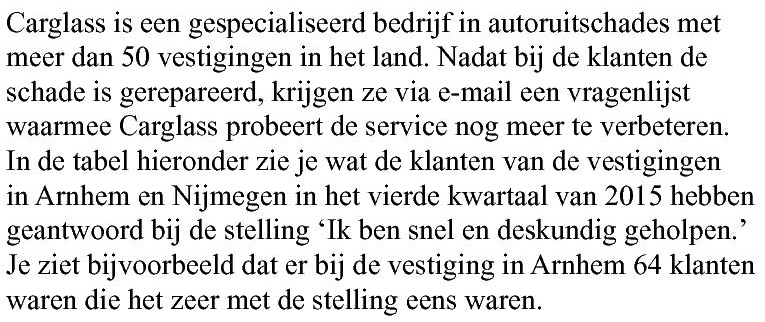 Carglass is een gespecialiseerd bedrijf in autoruitschades met
meer dan 50 vestigingen in het land. Nadat bij de klanten de
schade is gerepareerd, krijgen ze via e-mail een vragenlijst
waarmee Carglass probeert de service nog meer te verbeteren.
In de tabel hieronder zie je wat de klanten van de vestigingen
in Arnhem en Nijmegen in het vierde kwartaal van 2015 hebben
geantwoord bij de stelling ‘Ik ben snel en deskundig geholpen.’
Je ziet bijvoorbeeld dat er bij de vestiging in Arnhem 64 klanten
waren die het zeer met de stelling eens waren.